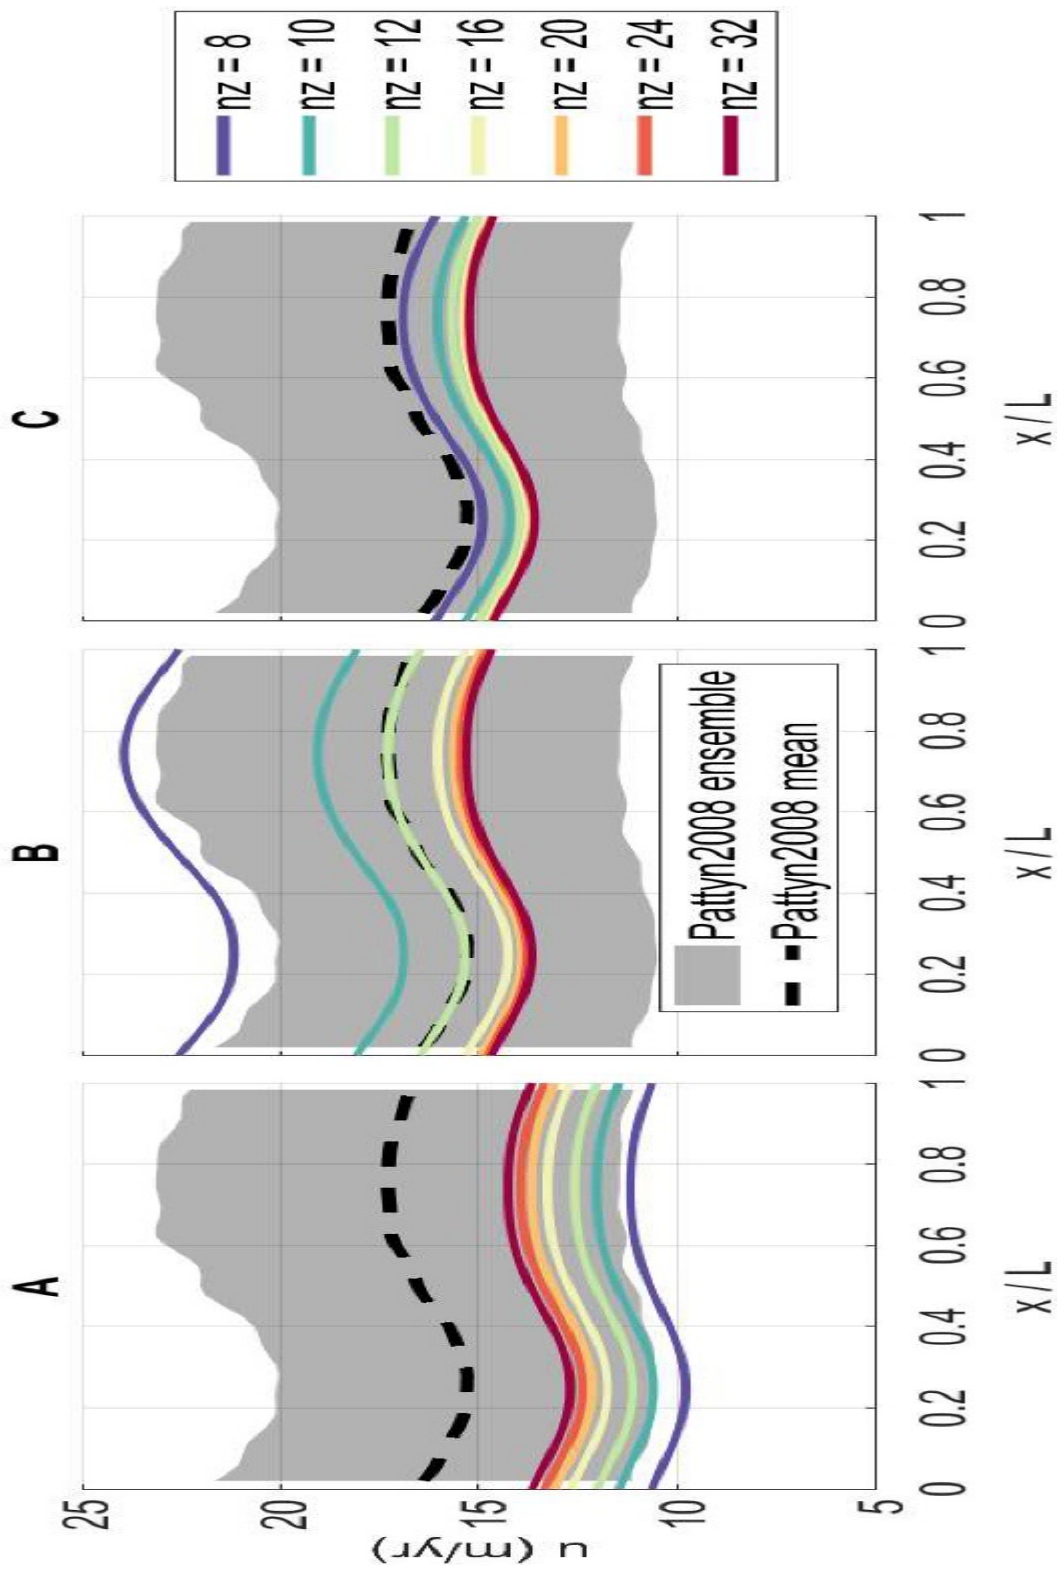 A
B
C
u (m/yr)
25
20
15
10
5
0
0.2
0.4
0.6
0.8
1
0
0.2
0.4
0.6
0.8
1
0
0.2
0.4
0.6
0.8
1
x / L
x / L
x / L
Pattyn2008 ensemble
Pattyn2008 mean
nz = 8
nz = 10
nz = 12
nz = 16
nz = 20
nz = 24
nz = 32